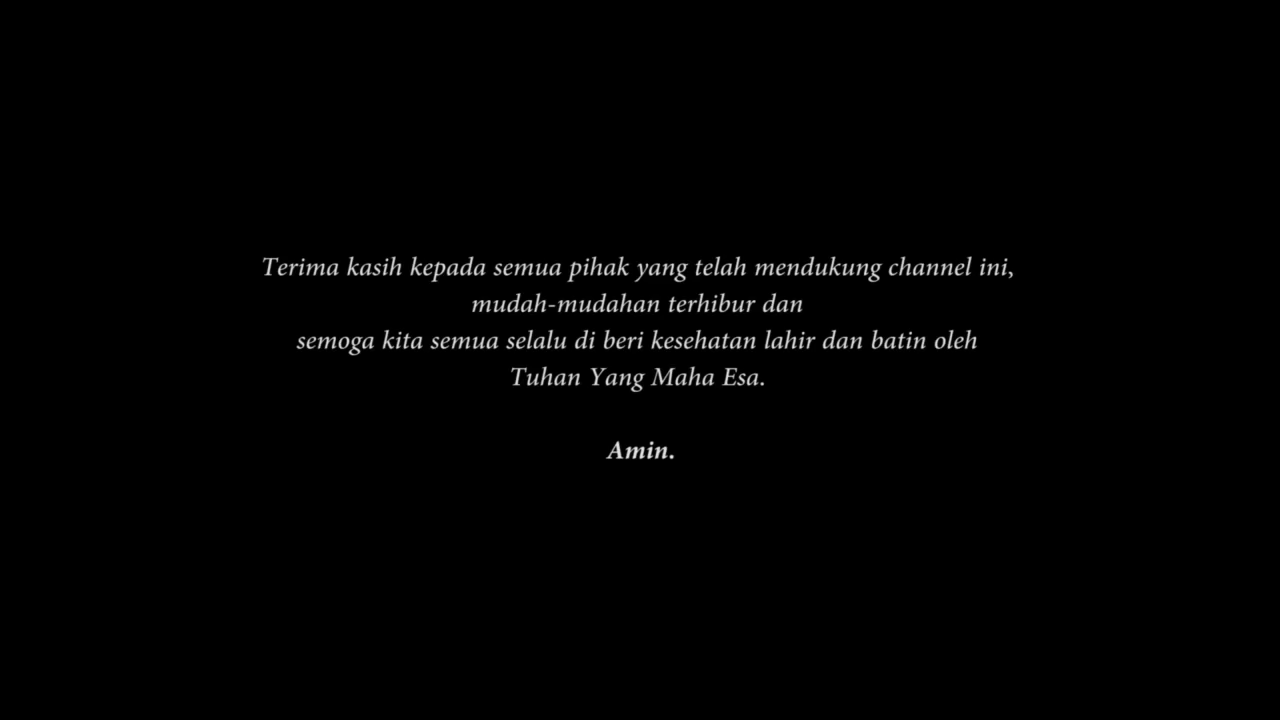 Terima kasih kepada semua pihak yang telah mendukung channel ini,
mudah-mudahan terhibur dan
semoga kita semua selalu di beri kesehatan lahir dan batin oleh
Tuhan Yang Maha Esa.
Amin.